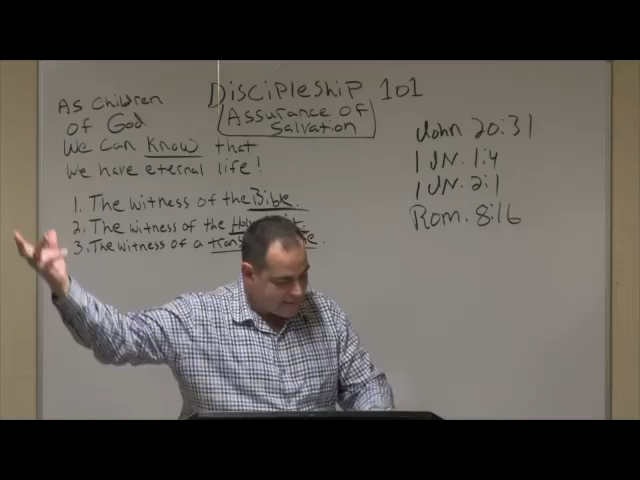 Discipleship 101
Assurance of
Salvation
As Children
of God
We can know that
We have eternal life!
1. The witness of the Bible.
2. The witness of the
3. The witness of a
John 20:31
1 JN. 1:4
1 JN. 2:1
Rom. 8:16